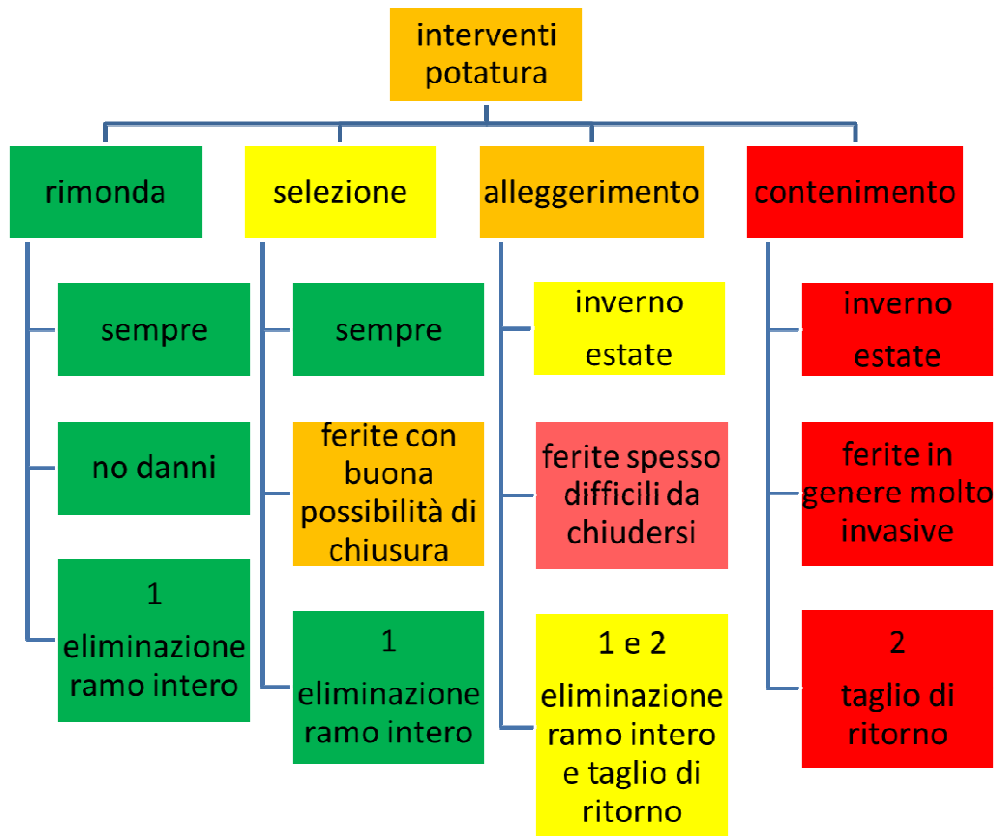 interventi
potatura
rimonda
selezione
alleggerimento
contenimento
sempre
no danni
1
eliminazione
ramo intero
sempre
ferite con
buona
possibilità di
chiusura
1
eliminazione
ramo intero
inverno
estate
ferite spesso
difficili da
chiudersi
1 e 2
eliminazione
ramo intero
e taglio di
ritorno
inverno
estate
ferite in
genere molto
invasive
2
taglio di
ritorno